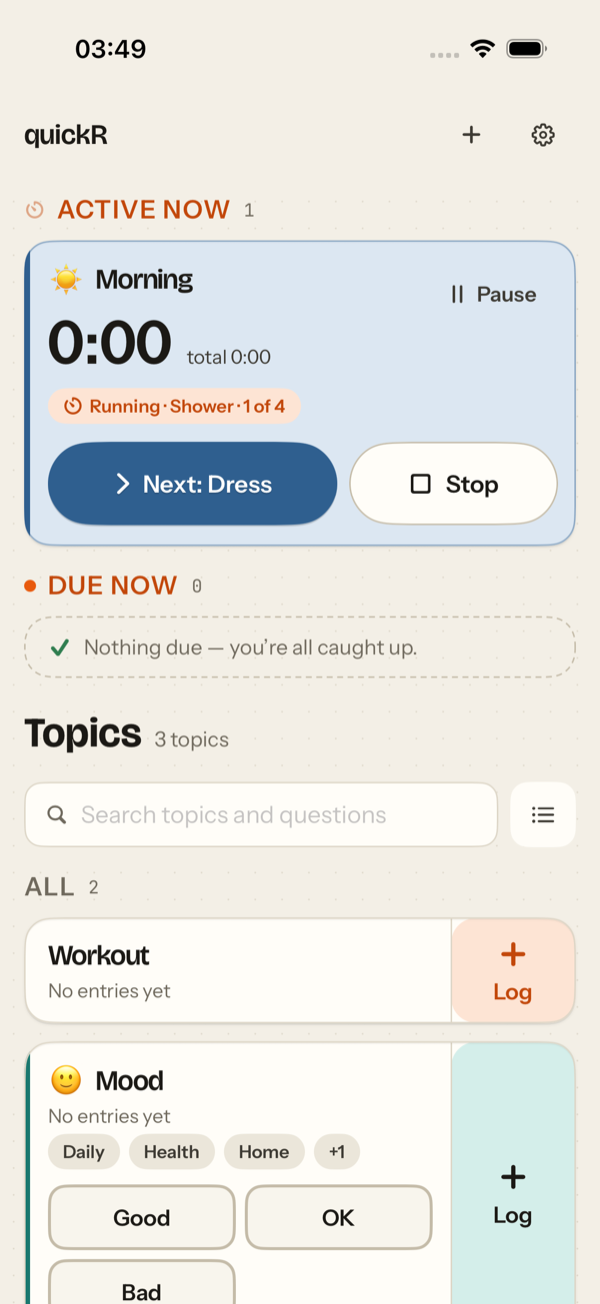 03:49
quickR
ACTIVE NOW 1
Morning
Pause
0:00 total 0:00
Running · Shower · 1 of 4
Next: Dress
Stop
DUE NOW 0
Nothing due — you’re all caught up.
Topics 3 topics
Search topics and questions
ALL 2
Workout
No entries yet
Log
Mood
No entries yet
Daily Health Home +1
Log
Good OK
Bad